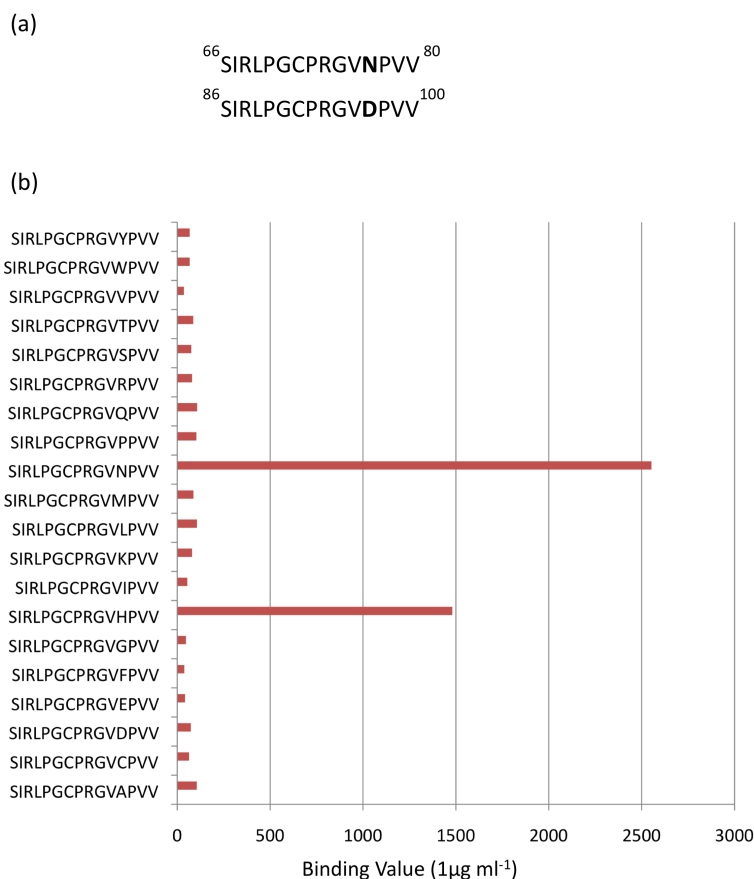 (a)
66SIRLPGCPRGVNPVV80
86SIRLPGCPRGVDPVV100
(b)
SIRLPGCPRGVYPVV
SIRLPGCPRGVWPVV
SIRLPGCPRGVVPVV
SIRLPGCPRGVTPVV
SIRLPGCPRGVSPVV
SIRLPGCPRGVRPVV
SIRLPGCPRGVQPVV
SIRLPGCPRGVPPVV
SIRLPGCPRGVNPVV
SIRLPGCPRGVMPVV
SIRLPGCPRGVLPVV
SIRLPGCPRGVKPVV
SIRLPGCPRGVIPVV
SIRLPGCPRGVHPVV
SIRLPGCPRGVGPVV
SIRLPGCPRGVFPVV
SIRLPGCPRGVEPVV
SIRLPGCPRGVDPVV
SIRLPGCPRGVCPVV
SIRLPGCPRGVAPVV
0 500 1000 1500 2000 2500 3000
Binding Value (1µg ml-1)